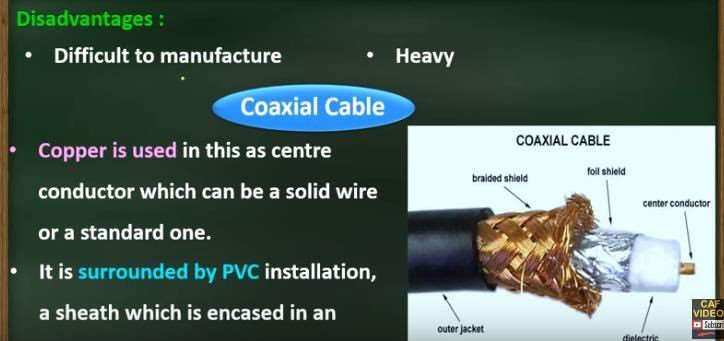 Disadvantages :
• Difficult to manufacture • Heavy
Coaxial Cable
• Copper is used in this as centre
conductor which can be a solid wire
or a standard one.
• It is surrounded by PVC installation,
a sheath which is encased in an
COAXIAL CABLE
braided shield
foil shield
center conductor
outer jacket
dielectric
CAF
VIDEO